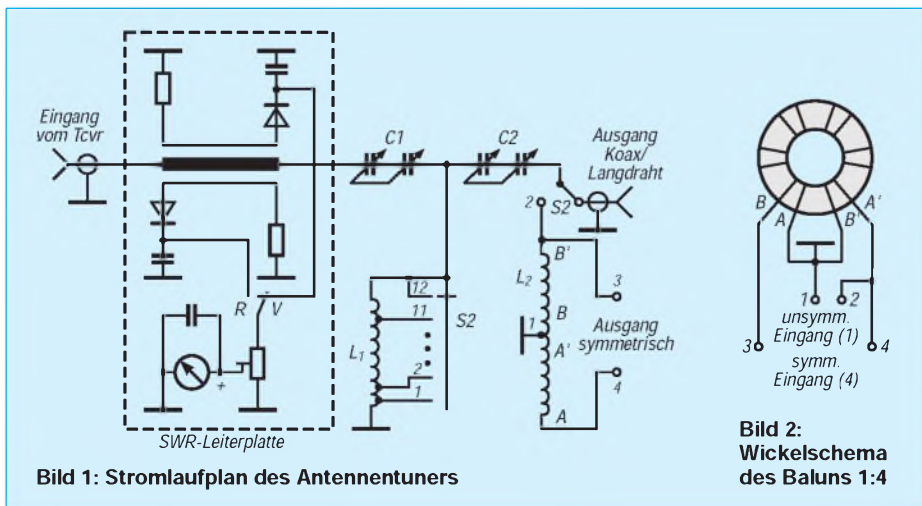 Eingang
vom Tcvr
C1
C2
Ausgang
Koax/
Langdraht
2
S2
B'
L2
3
B
1
A'
Ausgang
symmetrisch
4
A
12
11
S2
L1
2
1
R
V
+
SWR-Leiterplatte
Bild 1: Stromlaufplan des Antennentuners
B
A
B'
A'
1
2
unsymm.
Eingang (1)
3
4
symm.
Eingang (4)
Bild 2:
Wickelschema
des Baluns 1:4